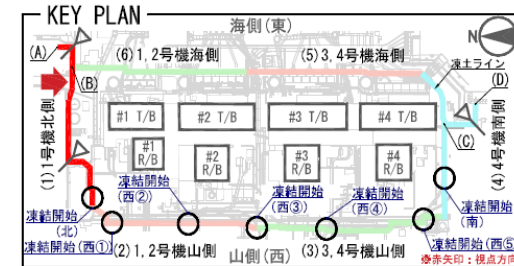 KEY PLAN
海側(東)
N
(A)
(6)1,2号機海側
(5)3,4号機海側
凍土ライン
(B)
(D)
#1 T/B
#2 T/B
#3 T/B
#4 T/B
(C)
(1)1号機北側
#1
R/B
#2
R/B
#3
R/B
#4
R/B
(4)4号機南側
凍結開始
(西②)
凍結開始
(西③)
凍結開始
(西④)
凍結開始
(南)
凍結開始
(北)
凍結開始(西①)
(2)1,2号機山側
山側(西)
(3)3,4号機山側
凍結開始(西⑤
※赤矢印:視点方向